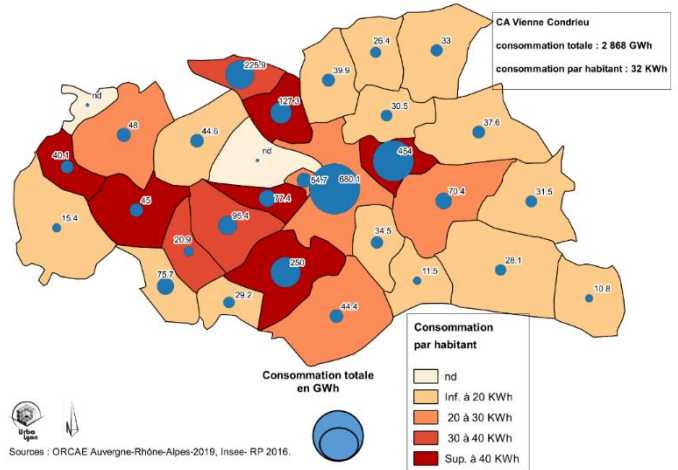 CA Vienne Condrieu
consommation totale : 2 868 GWh
consommation par habitant : 32 KWh
26.4
33
225.9
39.9
nd
127.3
30.5
48
44.6
37.6
nd
454
40.1
54.7
680.1
77.4
70.4
31.5
45
95.4
15.4
20.9
34.5
250
28.1
75.7
11.5
29.2
10.8
44.4
Consommation
par habitant
nd
Inf. à 20 KWh
20 à 30 KWh
30 à 40 KWh
Sup. à 40 KWh
Consommation totale
en GWh
Urba
Lyon
Sources : ORCAE Auvergne-Rhône-Alpes-2019, Insee- RP 2016.